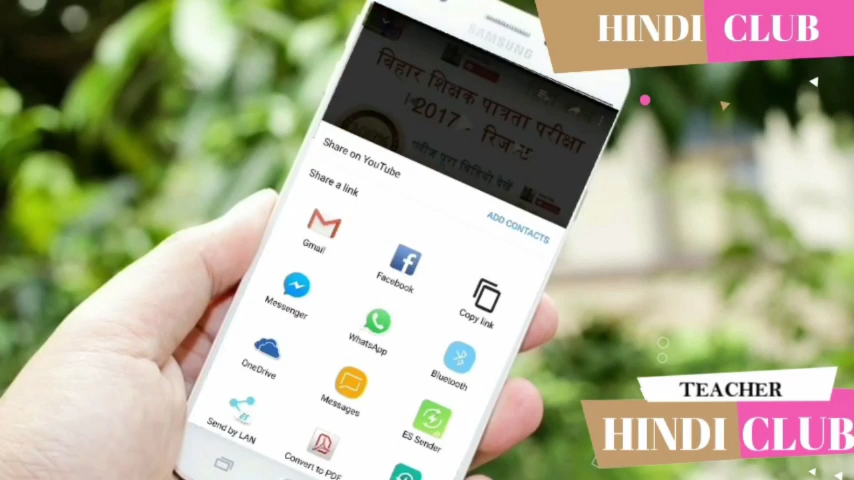 HINDI CLUB
SAMSUNG
बिहार शिक्षक पात्रता परीक्षा
2017 - रिजल्ट
पूरा विडियो देखें
Share on YouTube
Share a link
ADD CONTACTS
Gmail
Facebook
Copy link
Messenger
WhatsApp
Bluetooth
OneDrive
Messages
ES Sender
Send by LAN
Convert to PDF
TEACHER
HINDI CLUB